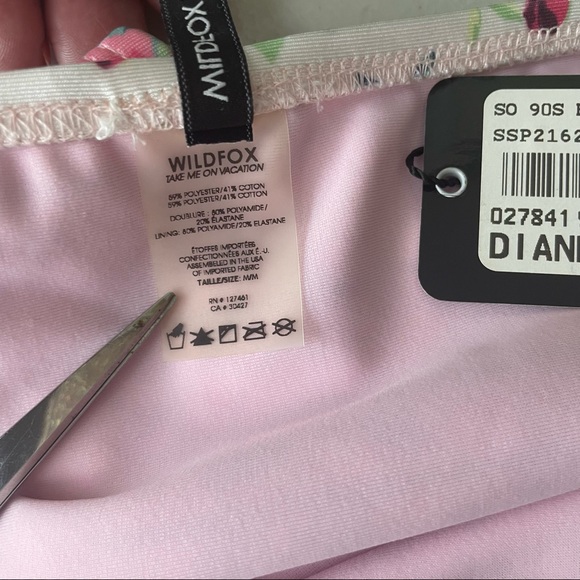 WILDFOX
WILDFOX
TAKE ME ON VACATION
59% POLYESTER/41% COTTON
59% POLYESTER/41% COTTON
DOUBLURE : 80% POLYAMIDE/
20% ÉLASTANE
LINING: 80% POLYAMIDE/20% ELASTANE
ÉTOFFES IMPORTÉES
CONFECTIONNÉES AUX É.-U.
ASSEMBLED IN THE USA
OF IMPORTED FABRIC
TAILLE/SIZE: M/M
RN # 127461
CA # 30427
SO 90S
SSP2162
027841
DIAN